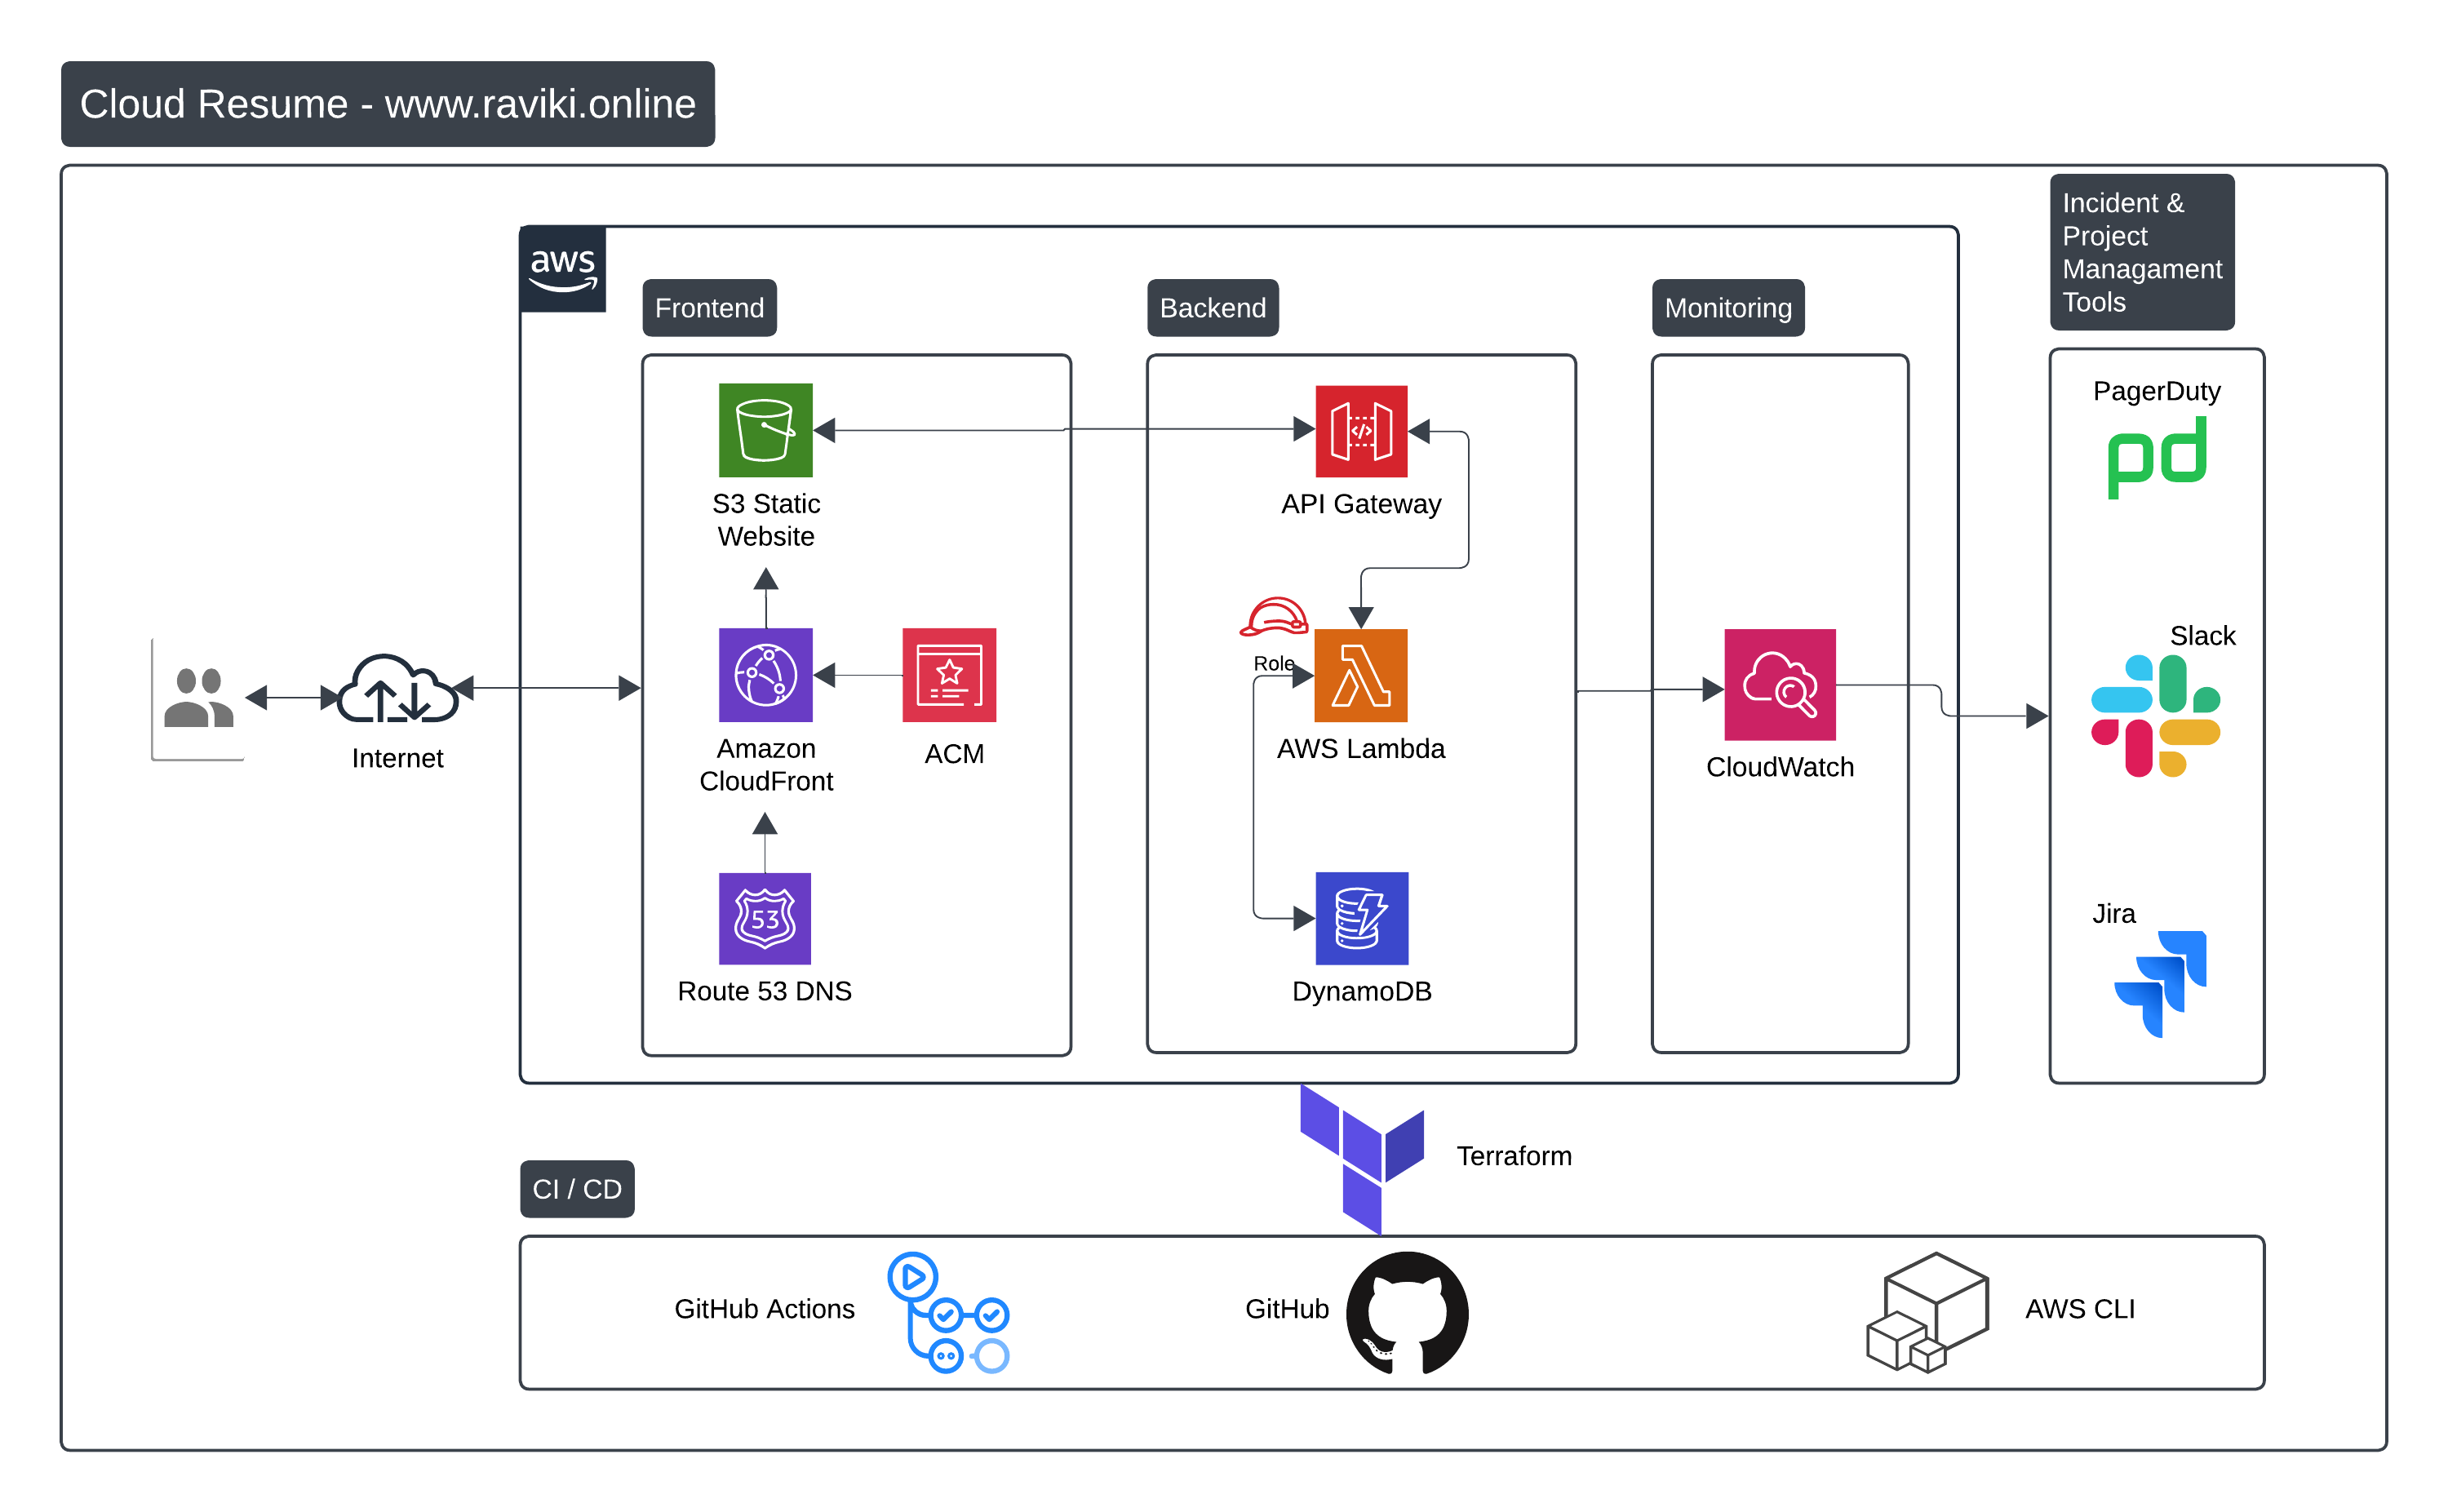 Cloud Resume - www.raviki.online
Incident &
Project
Managament
Tools
aws
Frontend
Backend
Monitoring
PagerDuty
pd
S3 Static
Website
API Gateway
Slack
Role
Internet
Amazon
CloudFront
ACM
AWS Lambda
CloudWatch
Jira
53
Route 53 DNS
DynamoDB
Terraform
CI / CD
GitHub Actions
GitHub
AWS CLI